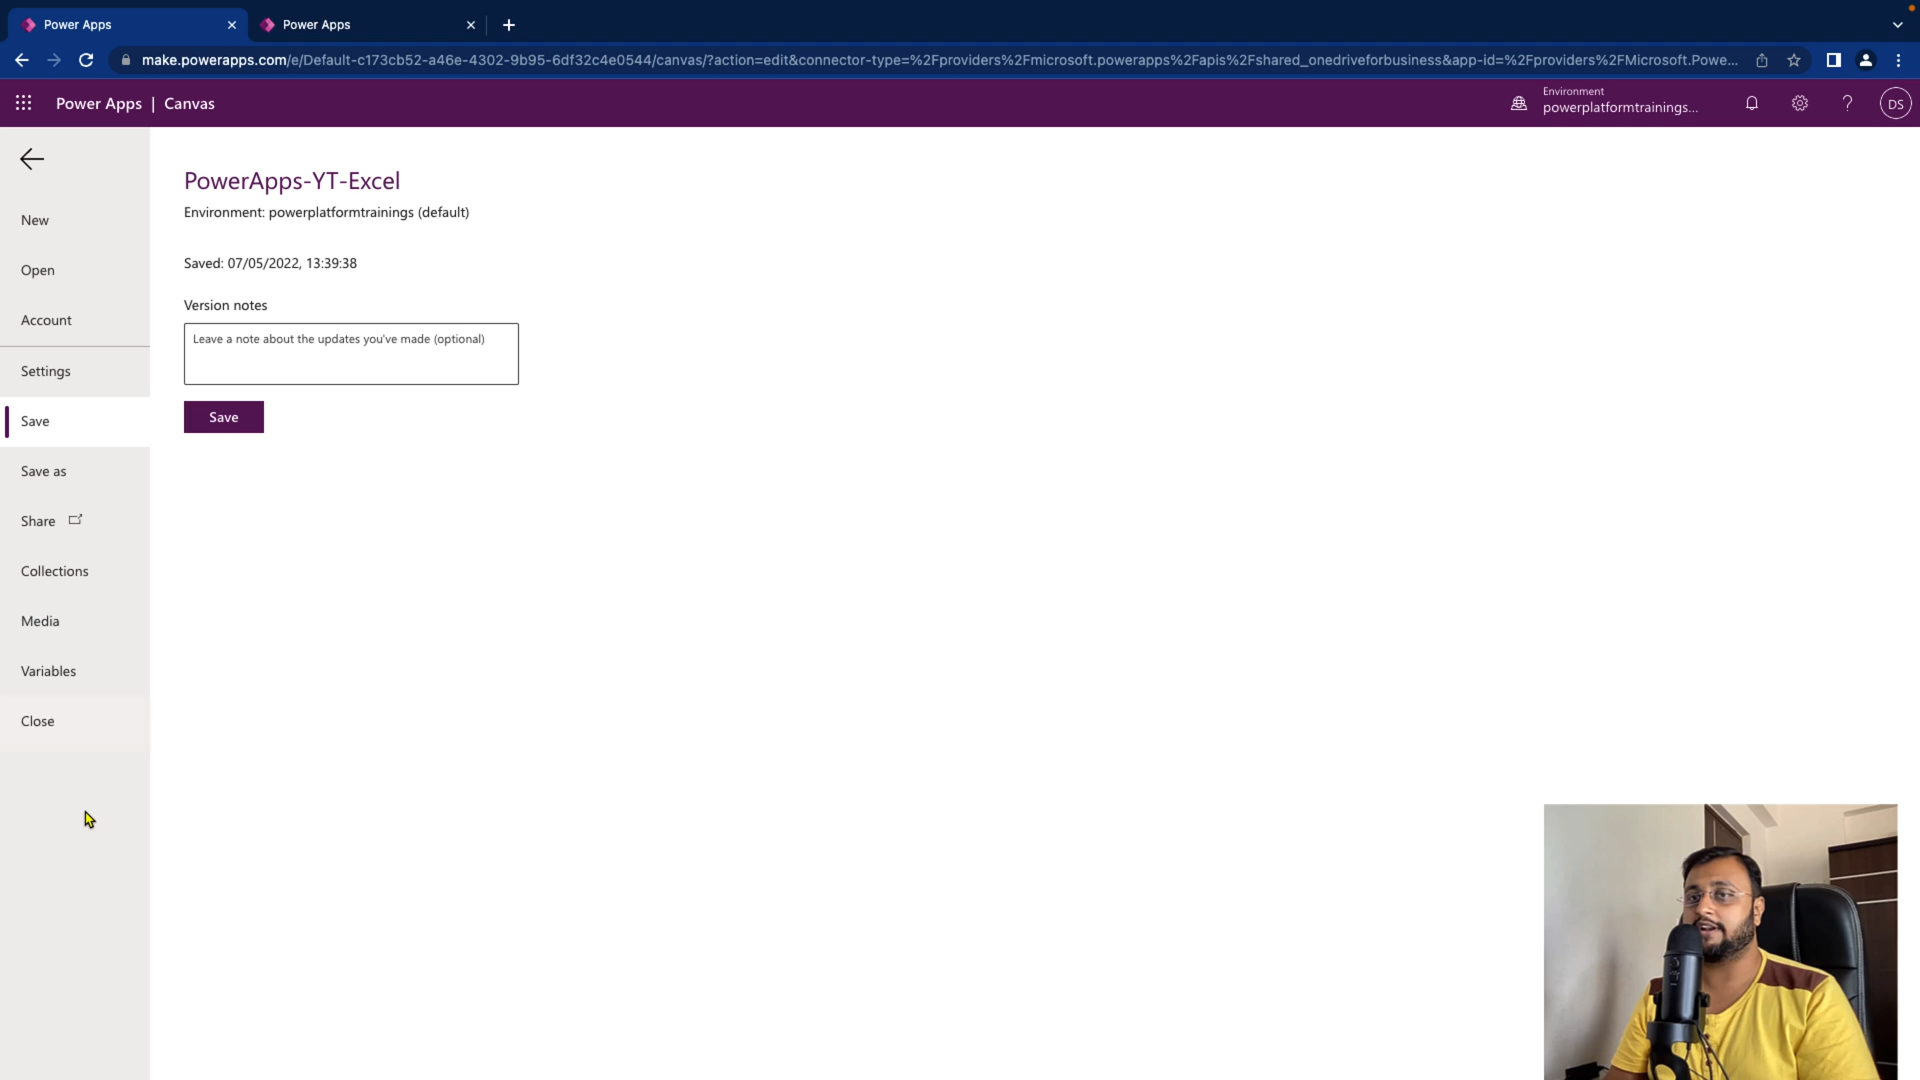 Power Apps
Power Apps
make.powerapps.com/e/Default-c173cb52-a46e-4302-9b95-6df32c4e0544/canvas/?action=edit&connector-type=%2Fproviders%2Fmicrosoft.powerapps%2Fapis%2Fshared_onedriveforbusiness&app-id=%2Fproviders%2FMicrosoft.Powe...
Power Apps | Canvas
Environment
powerplatformtrainings...
DS
PowerApps-YT-Excel
Environment: powerplatformtrainings (default)
Saved: 07/05/2022, 13:39:38
Version notes
Leave a note about the updates you've made (optional)
Save
New
Open
Account
Settings
Save
Save as
Share
Collections
Media
Variables
Close